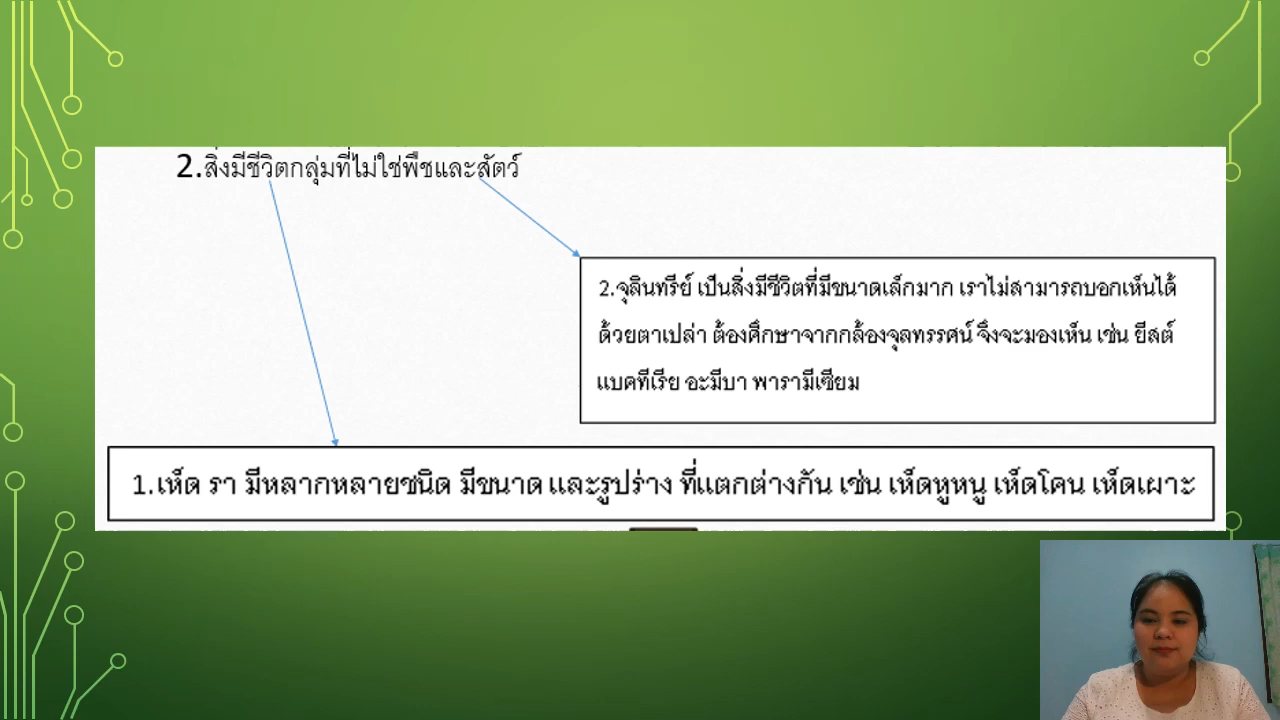 2.สิ่งมีชีวิตกลุ่มที่ไม่ใช่พืชและสัตว์
2.จุลินทรีย์ เป็นสิ่งมีชีวิตที่มีขนาดเล็กมาก เราไม่สามารถบอกเห็นได้
ด้วยตาเปล่า ต้องศึกษาจากกล้องจุลทรรศน์ จึงจะมองเห็น เช่น ยีสต์
แบคทีเรีย อะมีบา พารามีเซียม
1.เห็ด รา มีหลากหลายชนิด มีขนาด และรูปร่าง ที่แตกต่างกัน เช่น เห็ดหูหนู เห็ดโคน เห็ดเผาะ